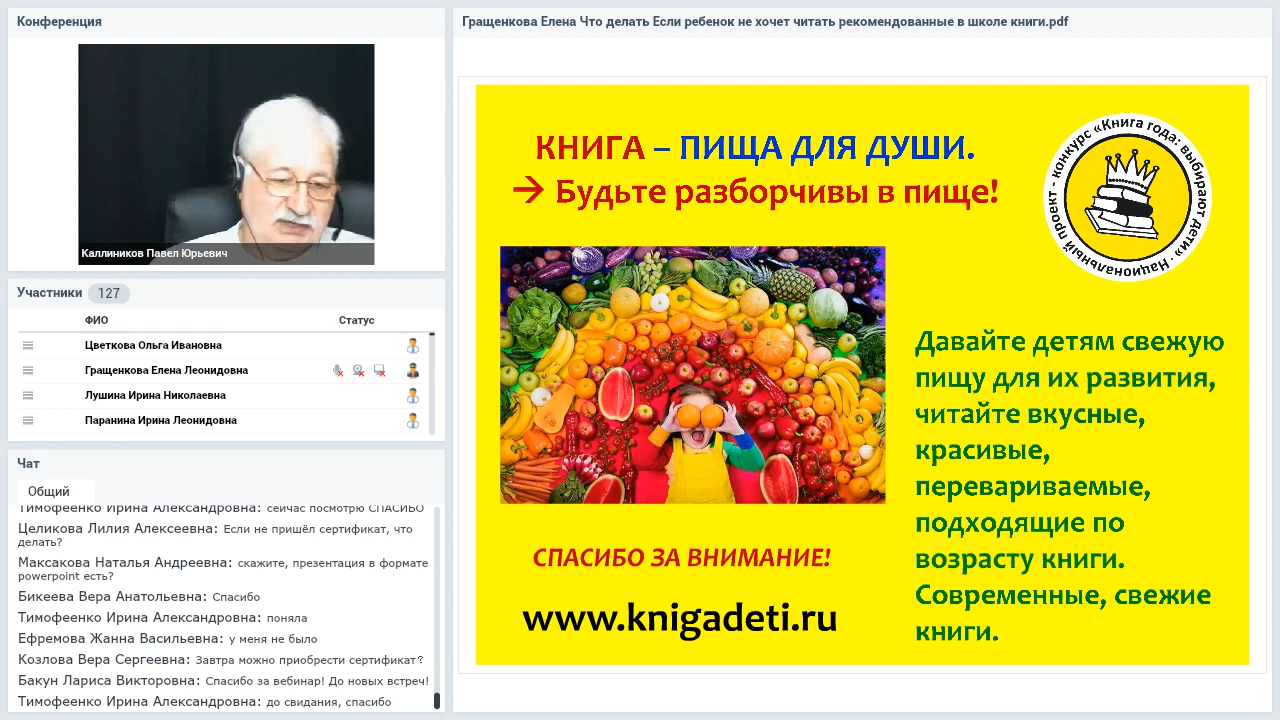 Конференция
Каллиников Павел Юрьевич
Участники 127
ФИО Статус
Цветкова Ольга Ивановна
Гращенкова Елена Леонидовна
Лушина Ирина Николаевна
Паранина Ирина Леонидовна
Чат
Общий
Тимофеенко Ирина Александровна: сейчас посмотрю СПАСИБО
Целикова Лилия Алексеевна: Если не пришёл сертификат, что
делать?
Максакова Наталья Андреевна: скажите, презентация в формате
powerpoint есть?
Бикеева Вера Анатольевна: Спасибо
Тимофеенко Ирина Александровна: поняла
Ефремова Жанна Васильевна: у меня не было
Козлова Вера Сергеевна: Завтра можно приобрести сертификат?
Бакун Лариса Викторовна: Спасибо за вебинар! До новых встреч!
Тимофеенко Ирина Александровна: до свидания, спасибо
Гращенкова Елена Что делать Если ребенок не хочет читать рекомендованные в школе книги.pdf
КНИГА – ПИЩА ДЛЯ ДУШИ.
→ Будьте разборчивы в пище!
Национальный проект - конкурс «Книга года: выбирают дети» ·
Давайте детям свежую
пищу для их развития,
читайте вкусные,
красивые,
перевариваемые,
подходящие по
возрасту книги.
Современные, свежие
книги.
СПАСИБО ЗА ВНИМАНИЕ!
www.knigadeti.ru